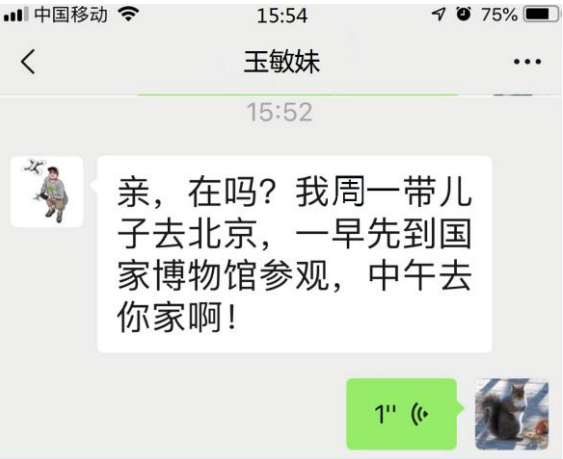 中国移动 15:54 75%
玉敏妹
15:52
亲，在吗？我周一带儿
子去北京，一早先到国
家博物馆参观，中午去
你家啊！
1"